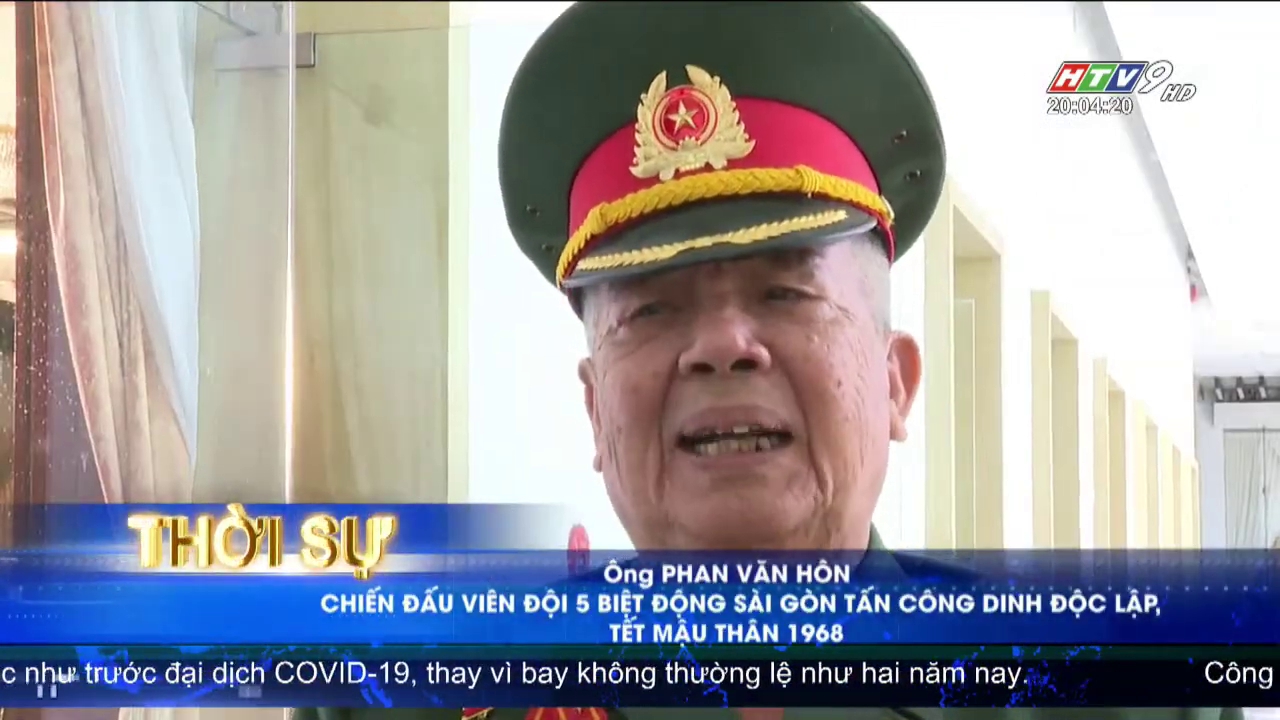 HTV9 HD
20:04:20
THỜI SỰ
Ông PHAN VĂN HÔN
CHIẾN ĐẤU VIÊN ĐỘI 5 BIỆT ĐỘNG SÀI GÒN TẤN CÔNG DINH ĐỘC LẬP,
TẾT MẬU THÂN 1968
c như trước đại dịch COVID-19, thay vì bay không thường lệ như hai năm nay. Công